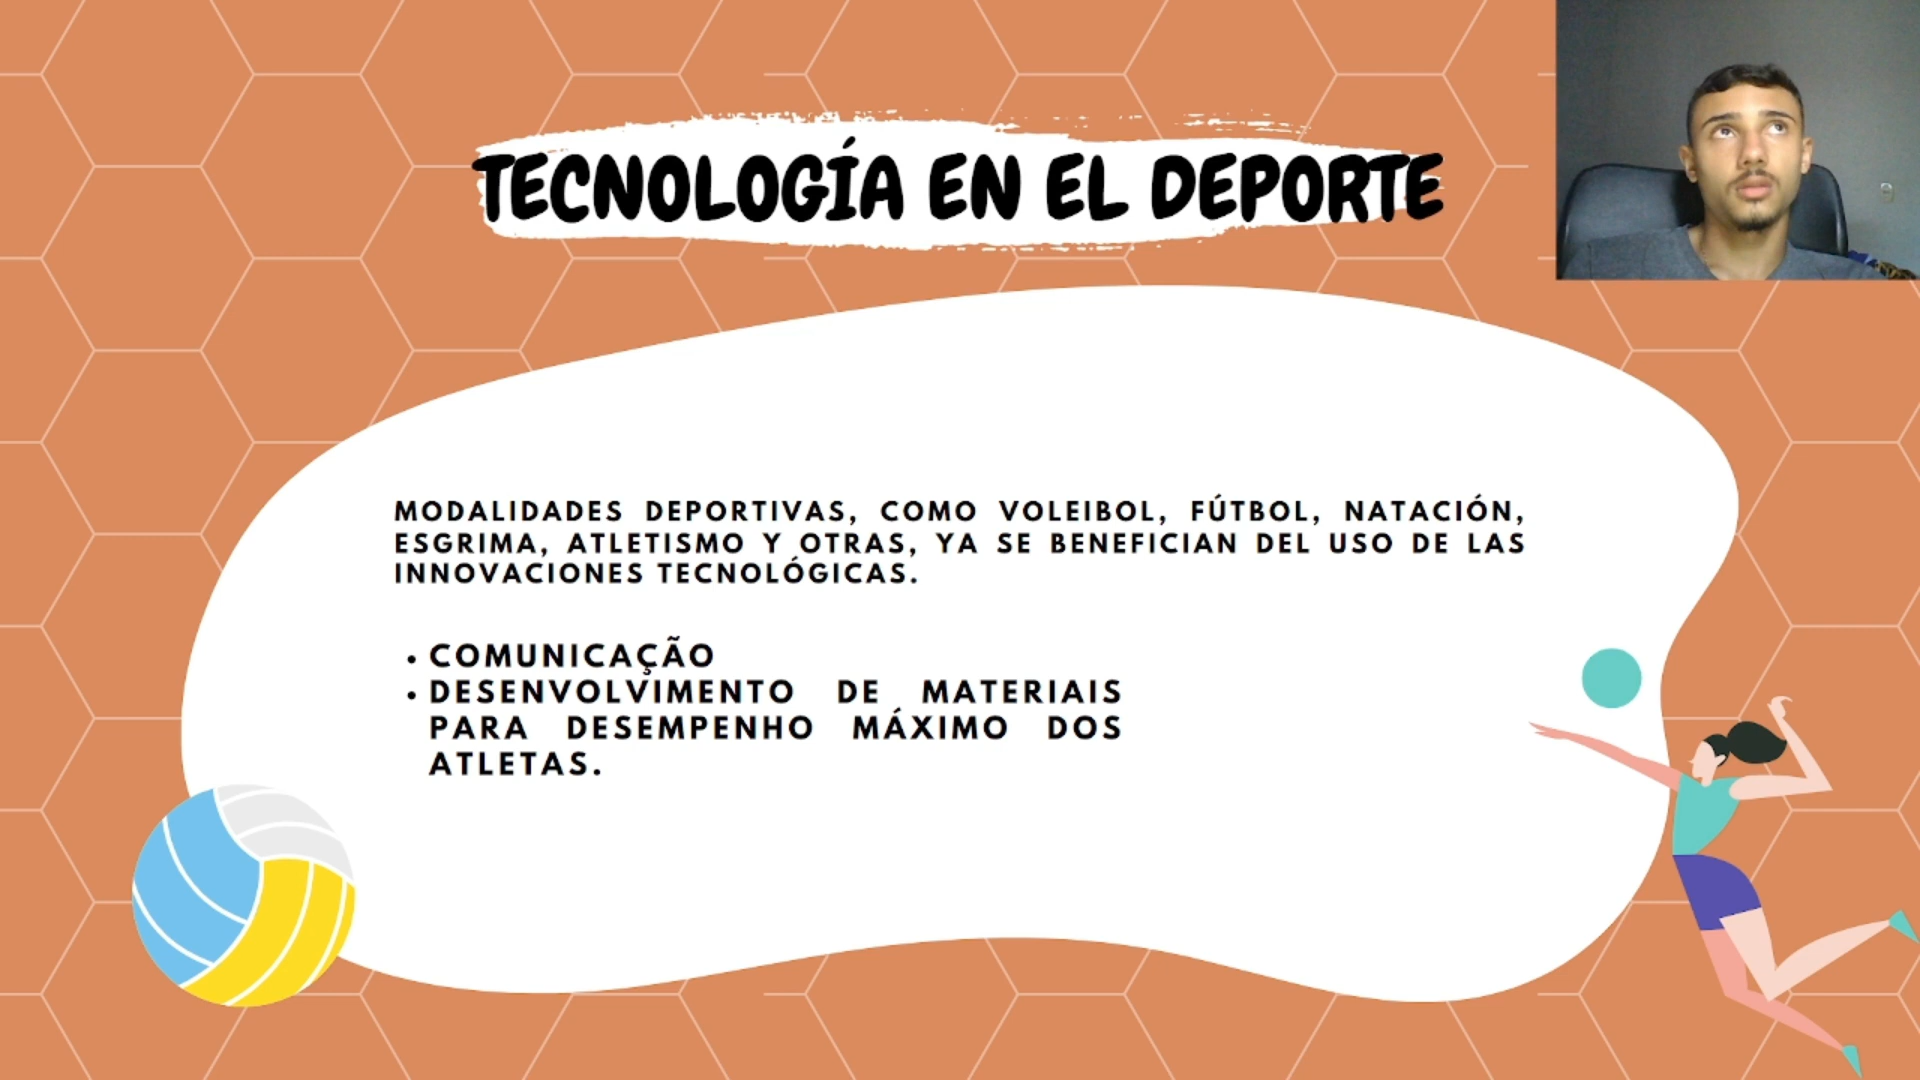 TECNOLOGÍA EN EL DEPORTE
MODALIDADES DEPORTIVAS, COMO VOLEIBOL, FÚTBOL, NATACIÓN,
ESGRIMA, ATLETISMO Y OTRAS, YA SE BENEFICIAN DEL USO DE LAS
INNOVACIONES TECNOLÓGICAS.
• COMUNICAÇÃO
• DESENVOLVIMENTO DE MATERIAIS
PARA DESEMPENHO MÁXIMO DOS
ATLETAS.